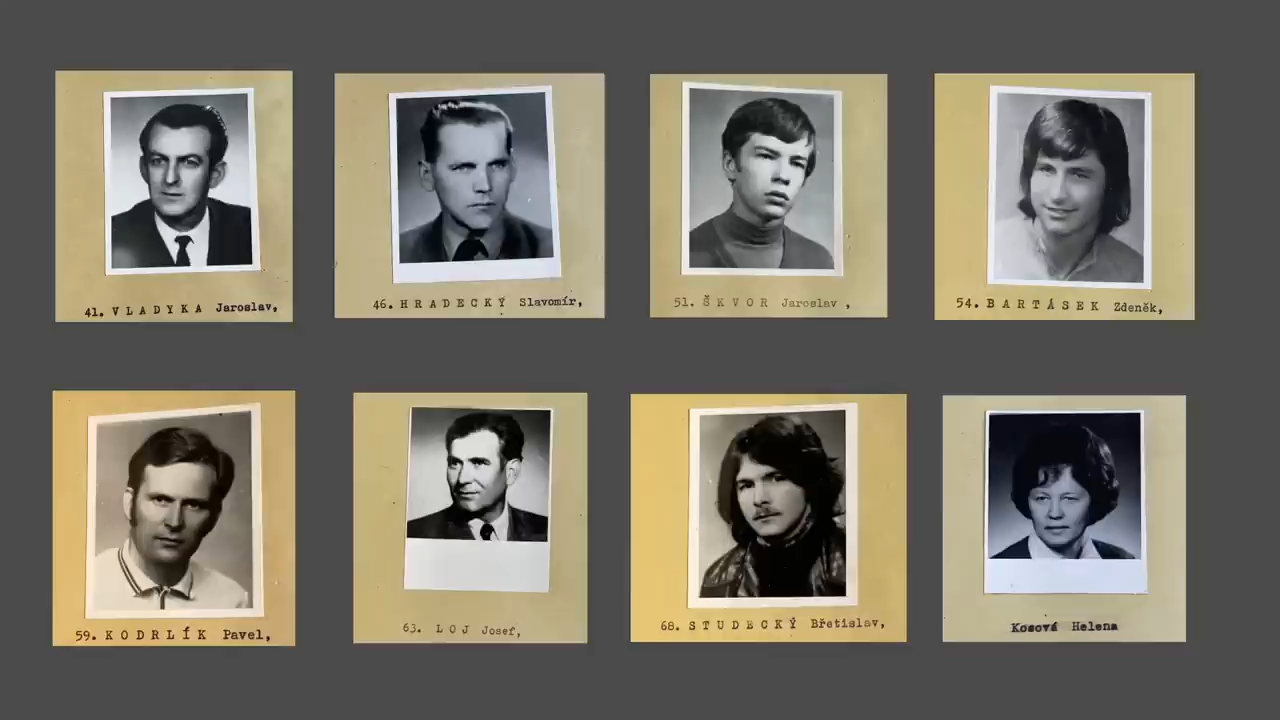 41. V L A D Y K A Jaroslav,
46. H R A D E C K Ý Slavomír,
51. Š K V O R Jaroslav ,
54. B A R T Á S E K Zdeněk,
59. K O D R L Í K Pavel,
63. L O J Josef,
68. S T U D E C K Ý Břetislav,
Kosová Helena